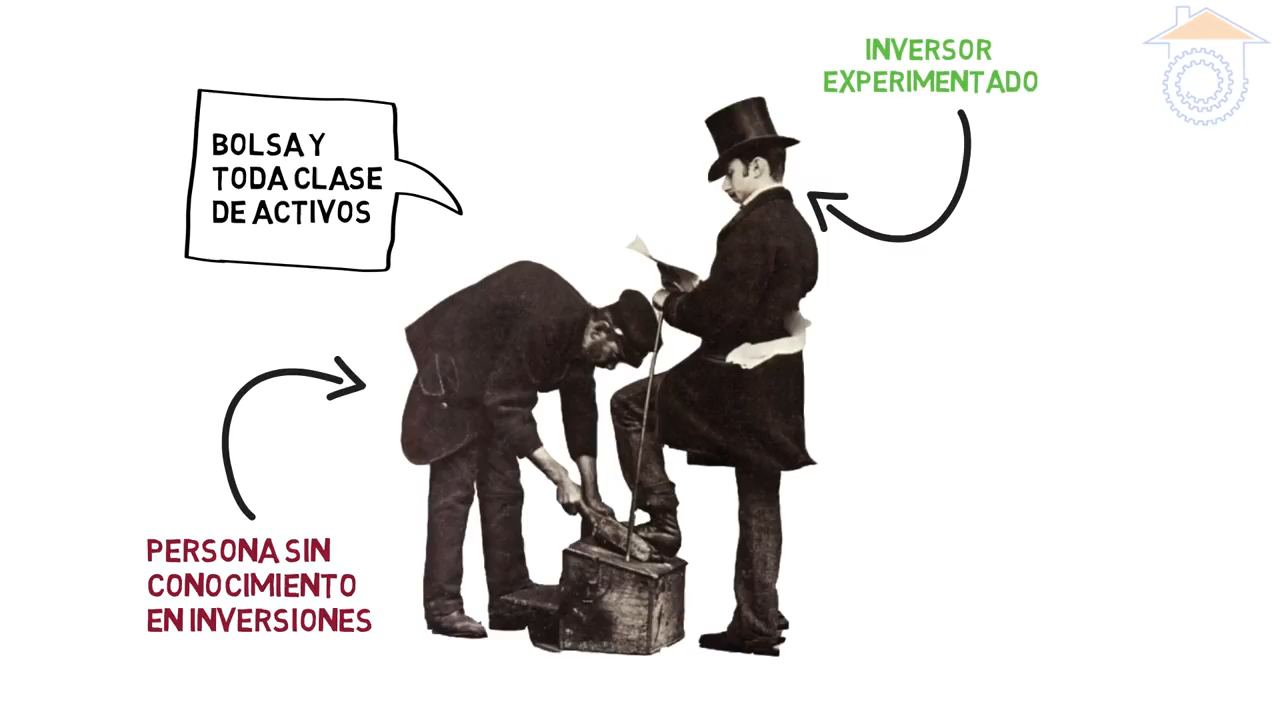 INVERSOR
EXPERIMENTADO
BOLSA Y
TODA CLASE
DE ACTIVOS
PERSONA SIN
CONOCIMIENTO
EN INVERSIONES